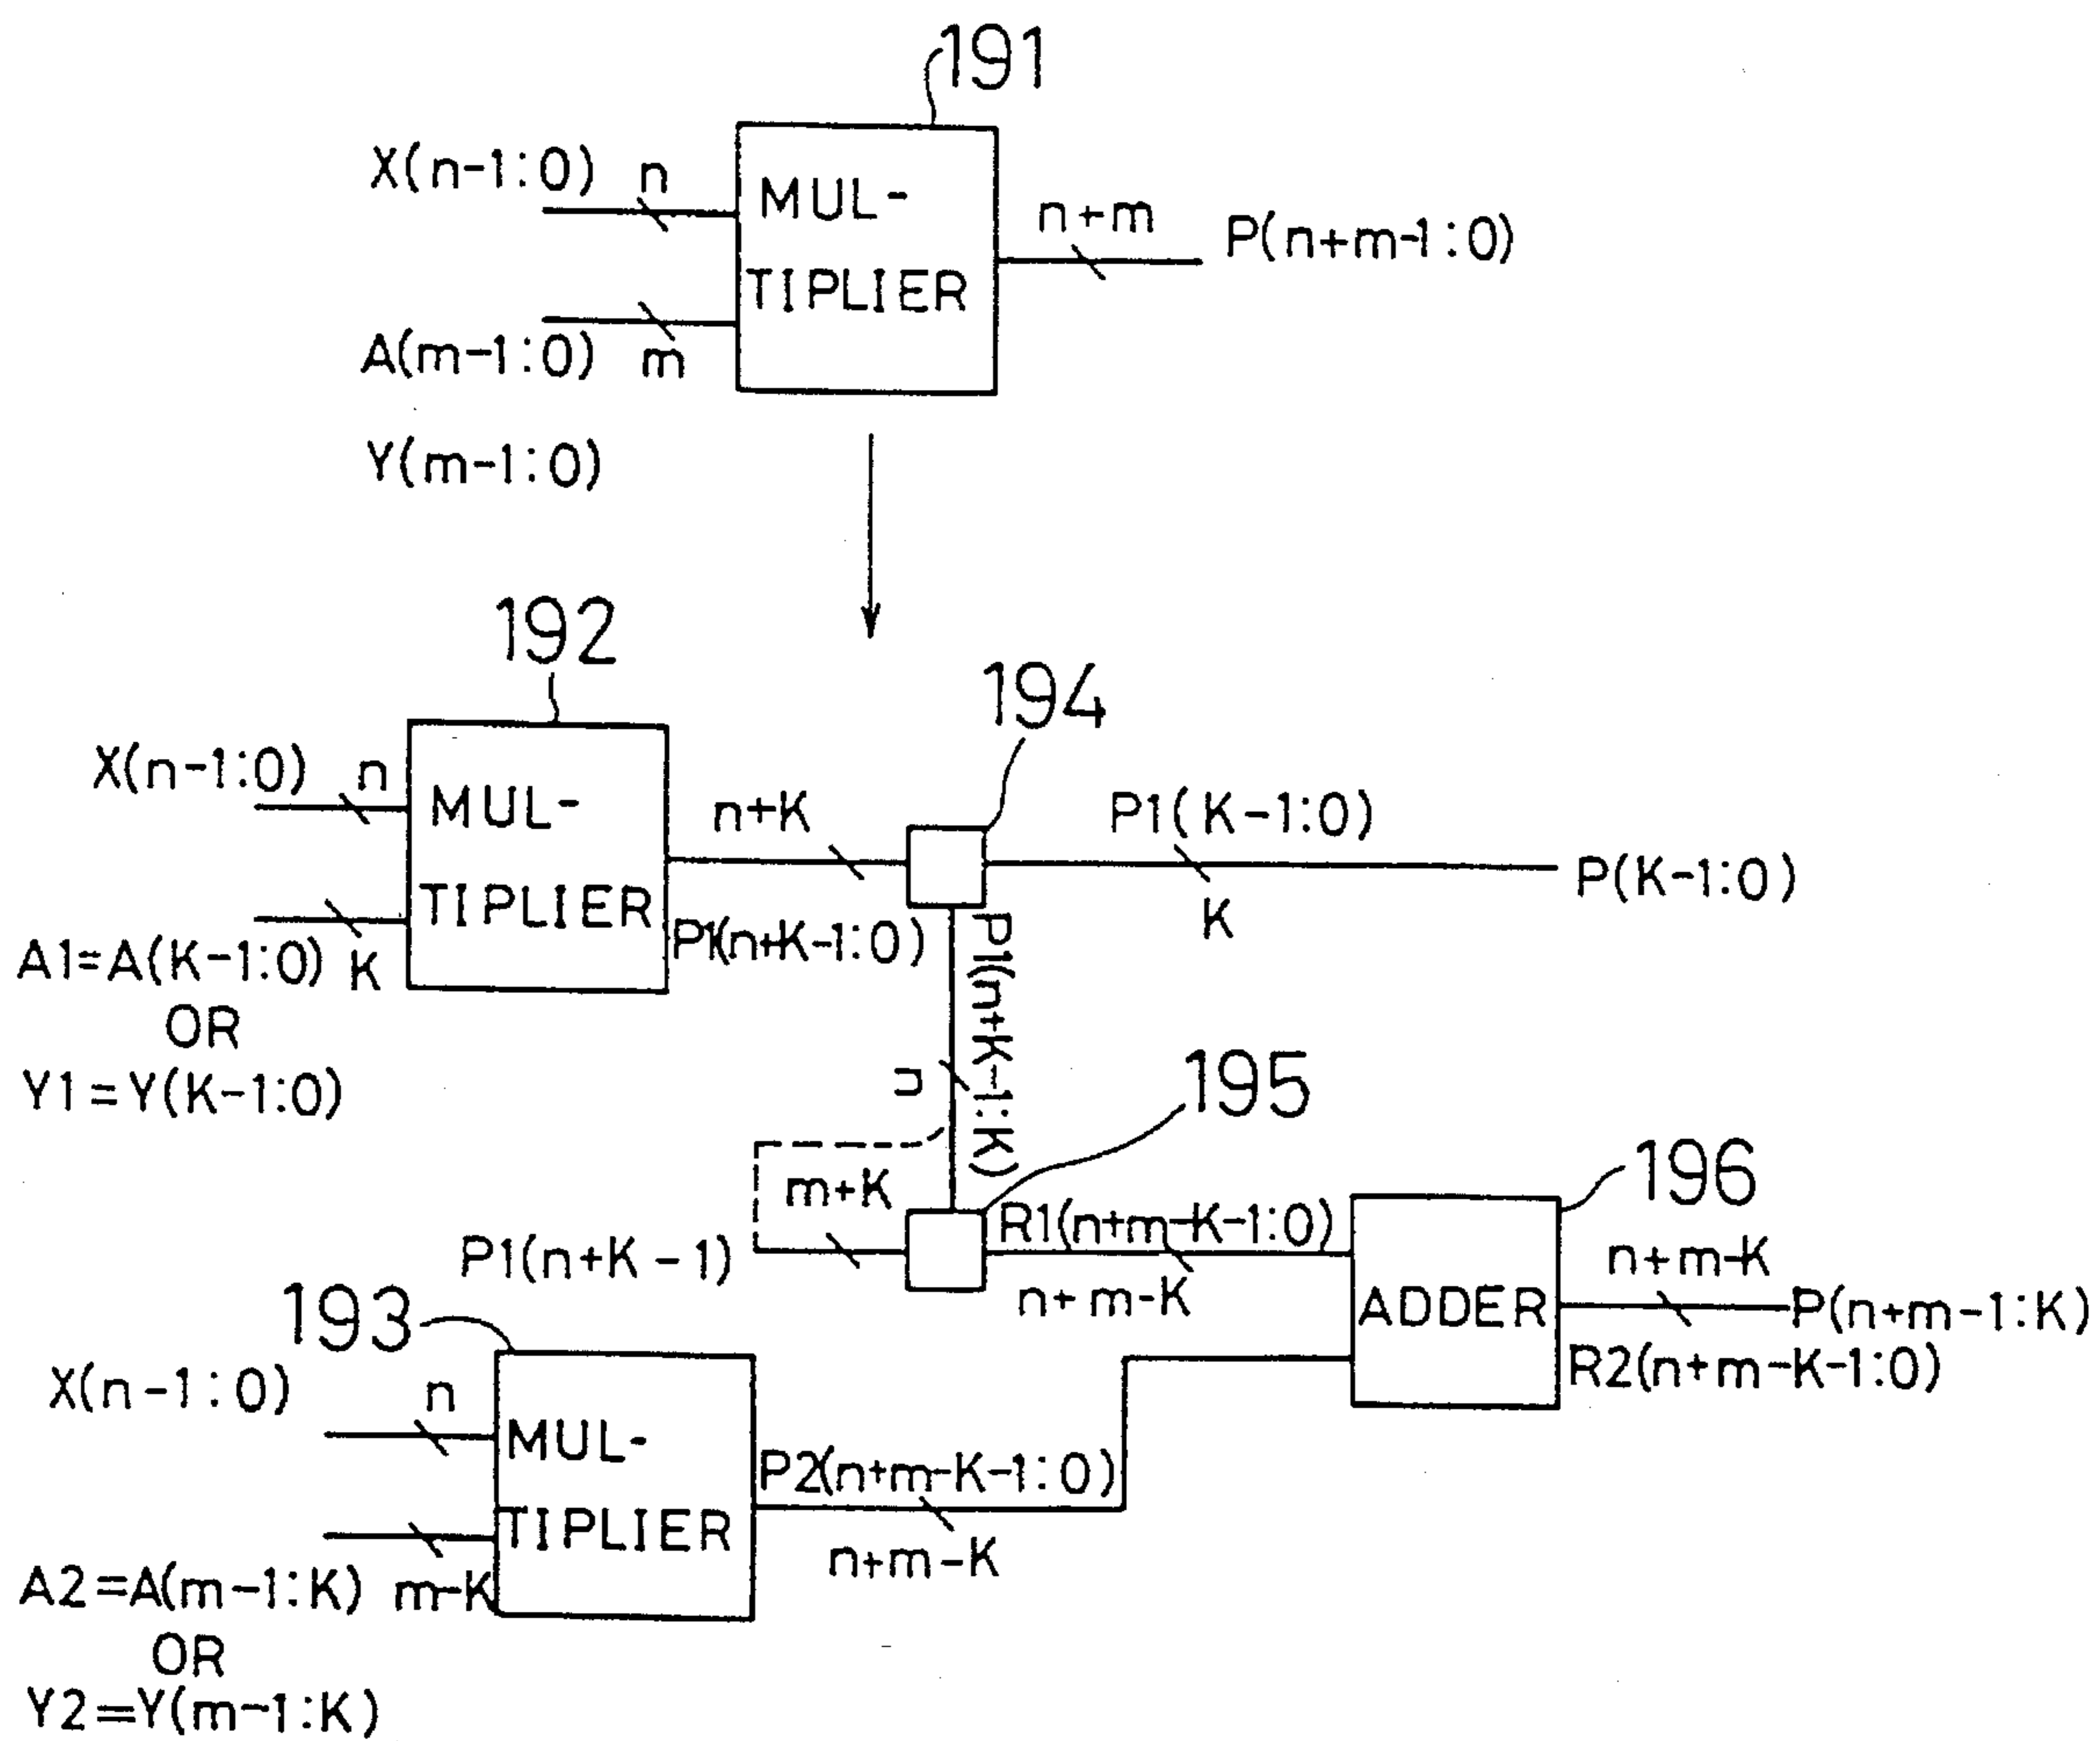 191
X(n-1:0) n
MUL-
TIPLIER
n+m
P(n+m-1:0)
A(m-1:0) m
Y(m-1:0)
192
194
X(n-1:0) n
MUL-
TIPLIER
n+K
P1(n+K-1:0)
P1(K-1:0)
K
P(K-1:0)
A1=A(K-1:0) K
OR
Y1=Y(K-1:0)
P1(n+K-1:K)
n
195
m+K
P1(n+K-1)
R1(n+m-K-1:0)
n+m-K
196
ADDER
n+m-K
P(n+m-1:K)
R2(n+m-K-1:0)
193
X(n-1:0) n
MUL-
TIPLIER
P2(n+m-K-1:0)
n+m-K
A2=A(m-1:K) m-K
OR
Y2=Y(m-1:K)